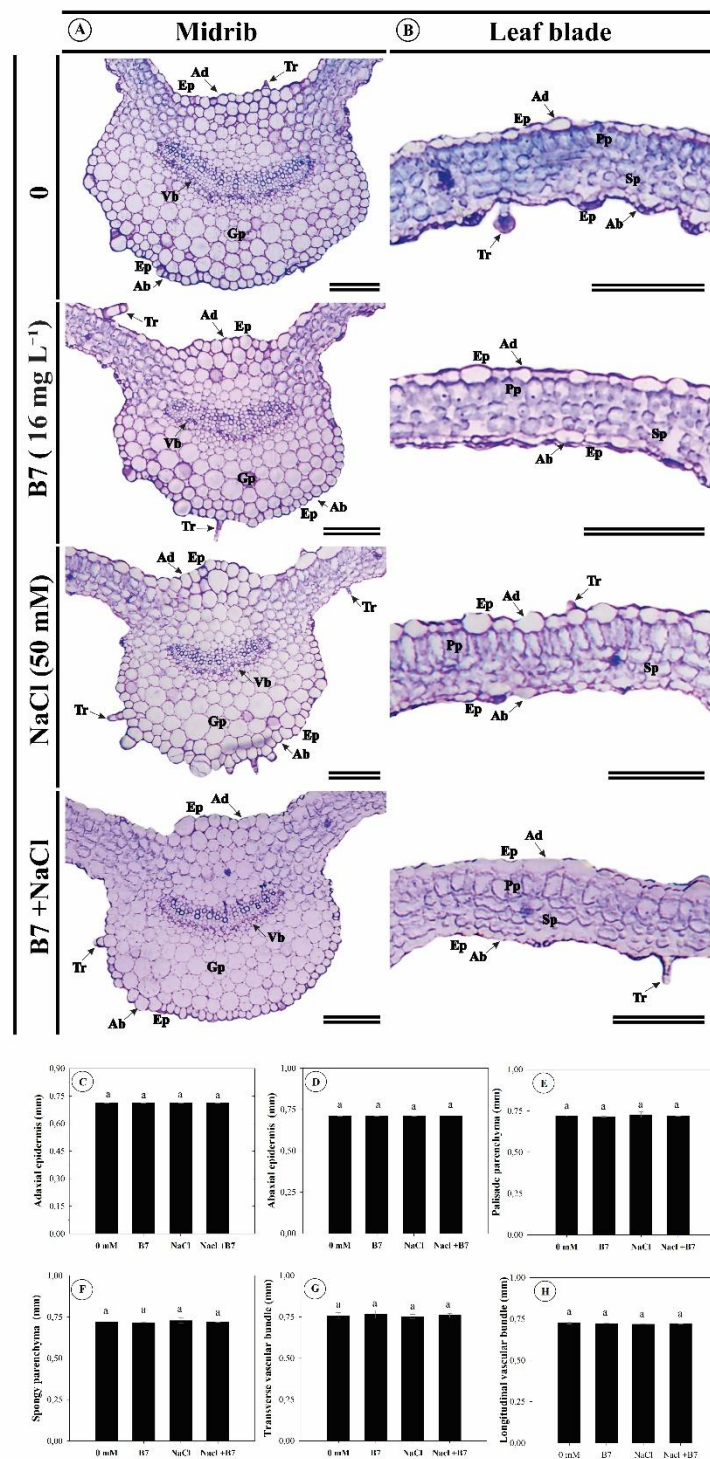 A Midrib
B Leaf blade
0
Tr
Ad
Ep
Vb
Gp
Ep
Ab
Ad
Ep
Pp
Sp
Ep
Ab
Tr
B7 ( 16 mg L⁻¹)
Tr
Ep
Ad
Vb
Gp
Ab
Ep
Tr
Ep
Ad
Pp
Sp
Ab
Ep
NaCl (50 mM)
Ad
Ep
Tr
Vb
Tr
Gp
Ep
Ab
Tr
Ep
Ad
Pp
Sp
Ep
Ab
B7 +NaCl
Ep
Ad
Vb
Tr
Gp
Ab
Ep
Ep
Ad
Pp
Sp
Ep
Ab
Tr
C
Adaxial epidermis (mm)
0,90
0,75
0,60
0,45
0,30
0,15
0,00
a a a a
0 mM B7 NaCl Nacl +B7
D
Abaxial epidermis (mm)
1,00
0,75
0,50
0,25
0,00
a a a a
0 mM B7 NaCl Nacl +B7
E
Palisade parenchyma (mm)
1,00
0,75
0,50
0,25
0,00
a a a a
0 mM B7 NaCl Nacl +B7
F
Spongy parenchyma (mm)
1,00
0,75
0,50
0,25
0,00
a a a a
0 mM B7 NaCl Nacl +B7
G
Transverse vascular bundle (mm)
1,00
0,75
0,50
0,25
0,00
a a a a
0 mM B7 NaCl Nacl +B7
H
Longitudinal vascular bundle (mm)
1,00
0,75
0,50
0,25
0,00
a a a a
0 mM B7 NaCl Nacl +B7